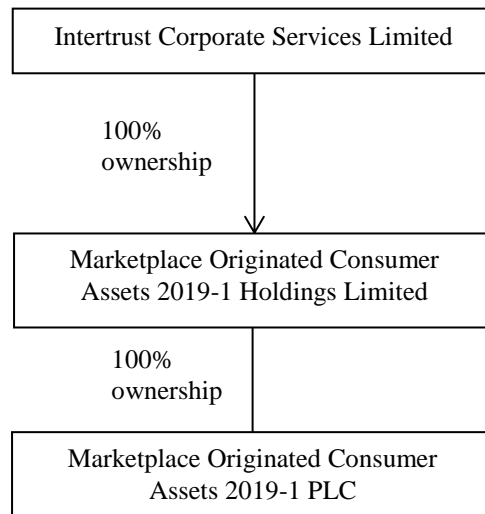 Intertrust Corporate Services Limited
100%
ownership
Marketplace Originated Consumer
Assets 2019-1 Holdings Limited
100%
ownership
Marketplace Originated Consumer
Assets 2019-1 PLC